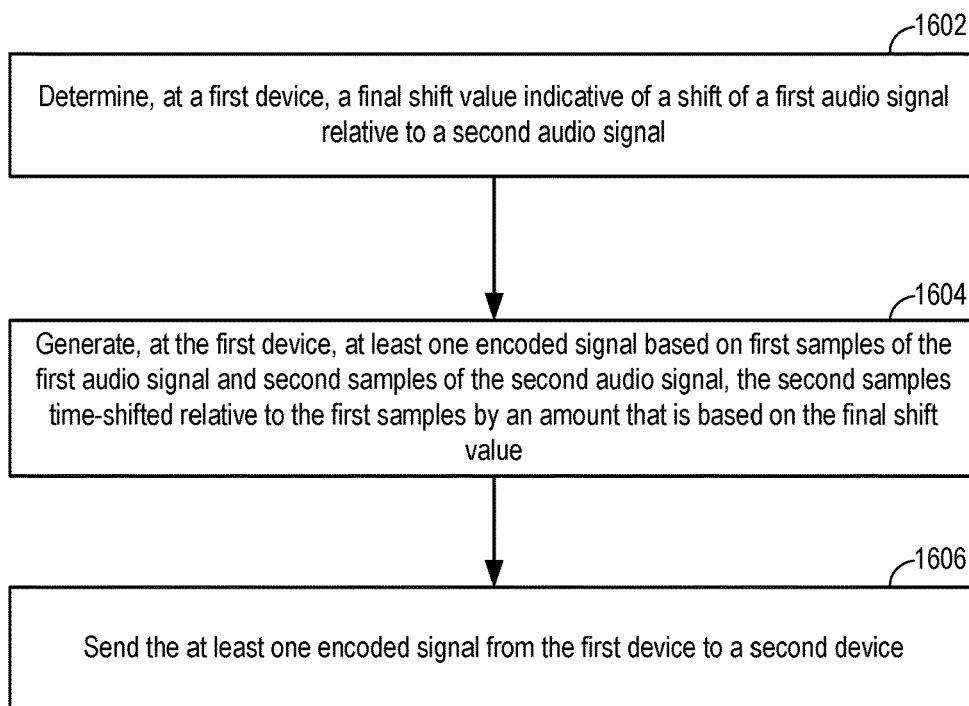 1602
Determine, at a first device, a final shift value indicative of a shift of a first audio signal
relative to a second audio signal
1604
Generate, at the first device, at least one encoded signal based on first samples of the
first audio signal and second samples of the second audio signal, the second samples
time-shifted relative to the first samples by an amount that is based on the final shift
value
1606
Send the at least one encoded signal from the first device to a second device